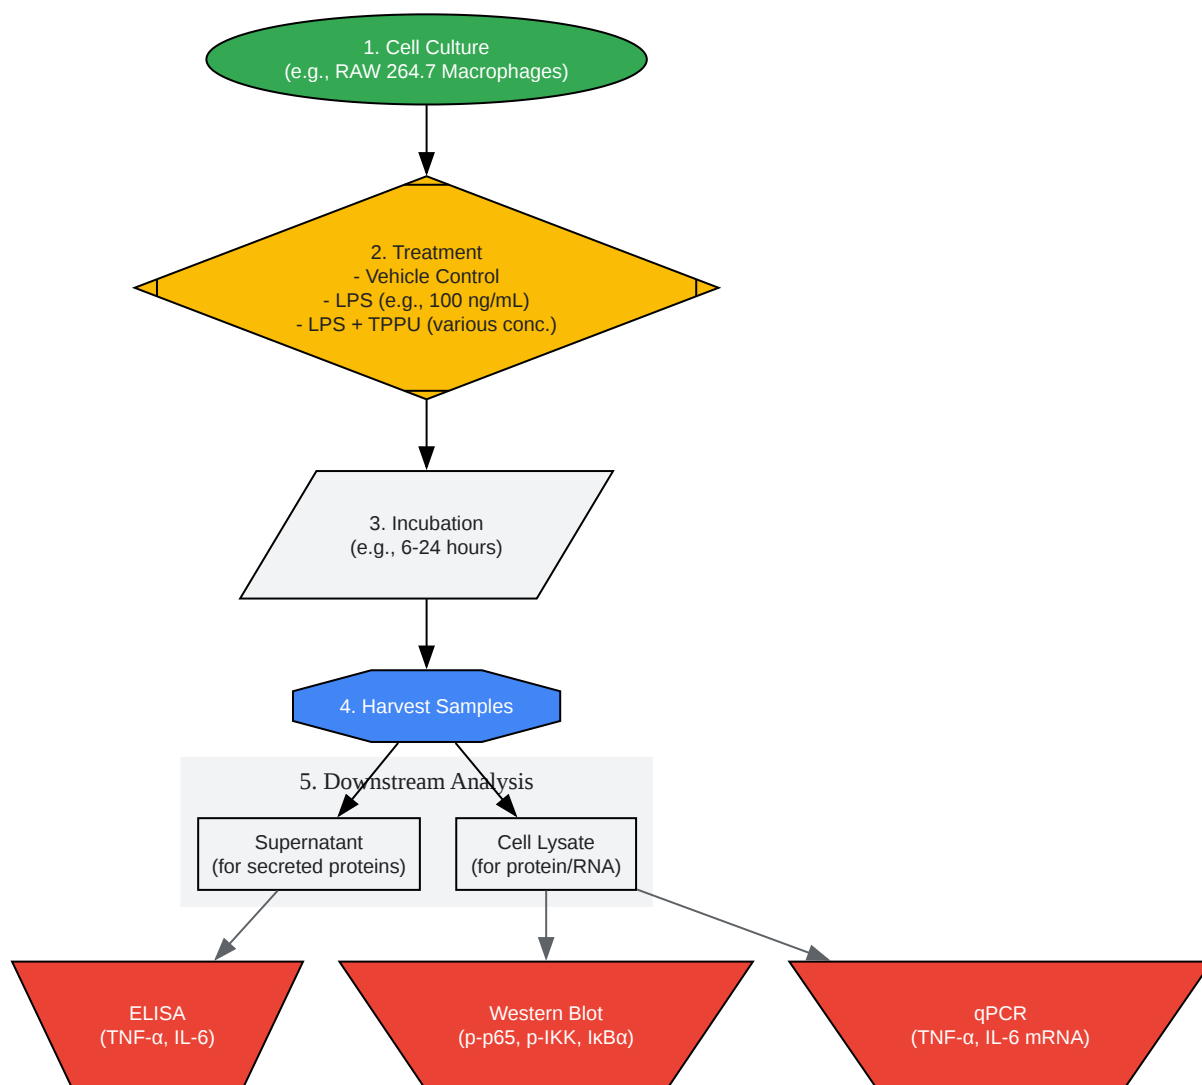 1. Cell Culture
(e.g., RAW 264.7 Macrophages)
2. Treatment
- Vehicle Control
- LPS (e.g., 100 ng/mL)
- LPS + TPPU (various conc.)
3. Incubation
(e.g., 6-24 hours)
4. Harvest Samples
5. Downstream Analysis
Supernatant
(for secreted proteins)
Cell Lysate
(for protein/RNA)
ELISA
(TNF-α, IL-6)
Western Blot
(p-p65, p-IKK, IκBα)
qPCR
(TNF-α, IL-6 mRNA)